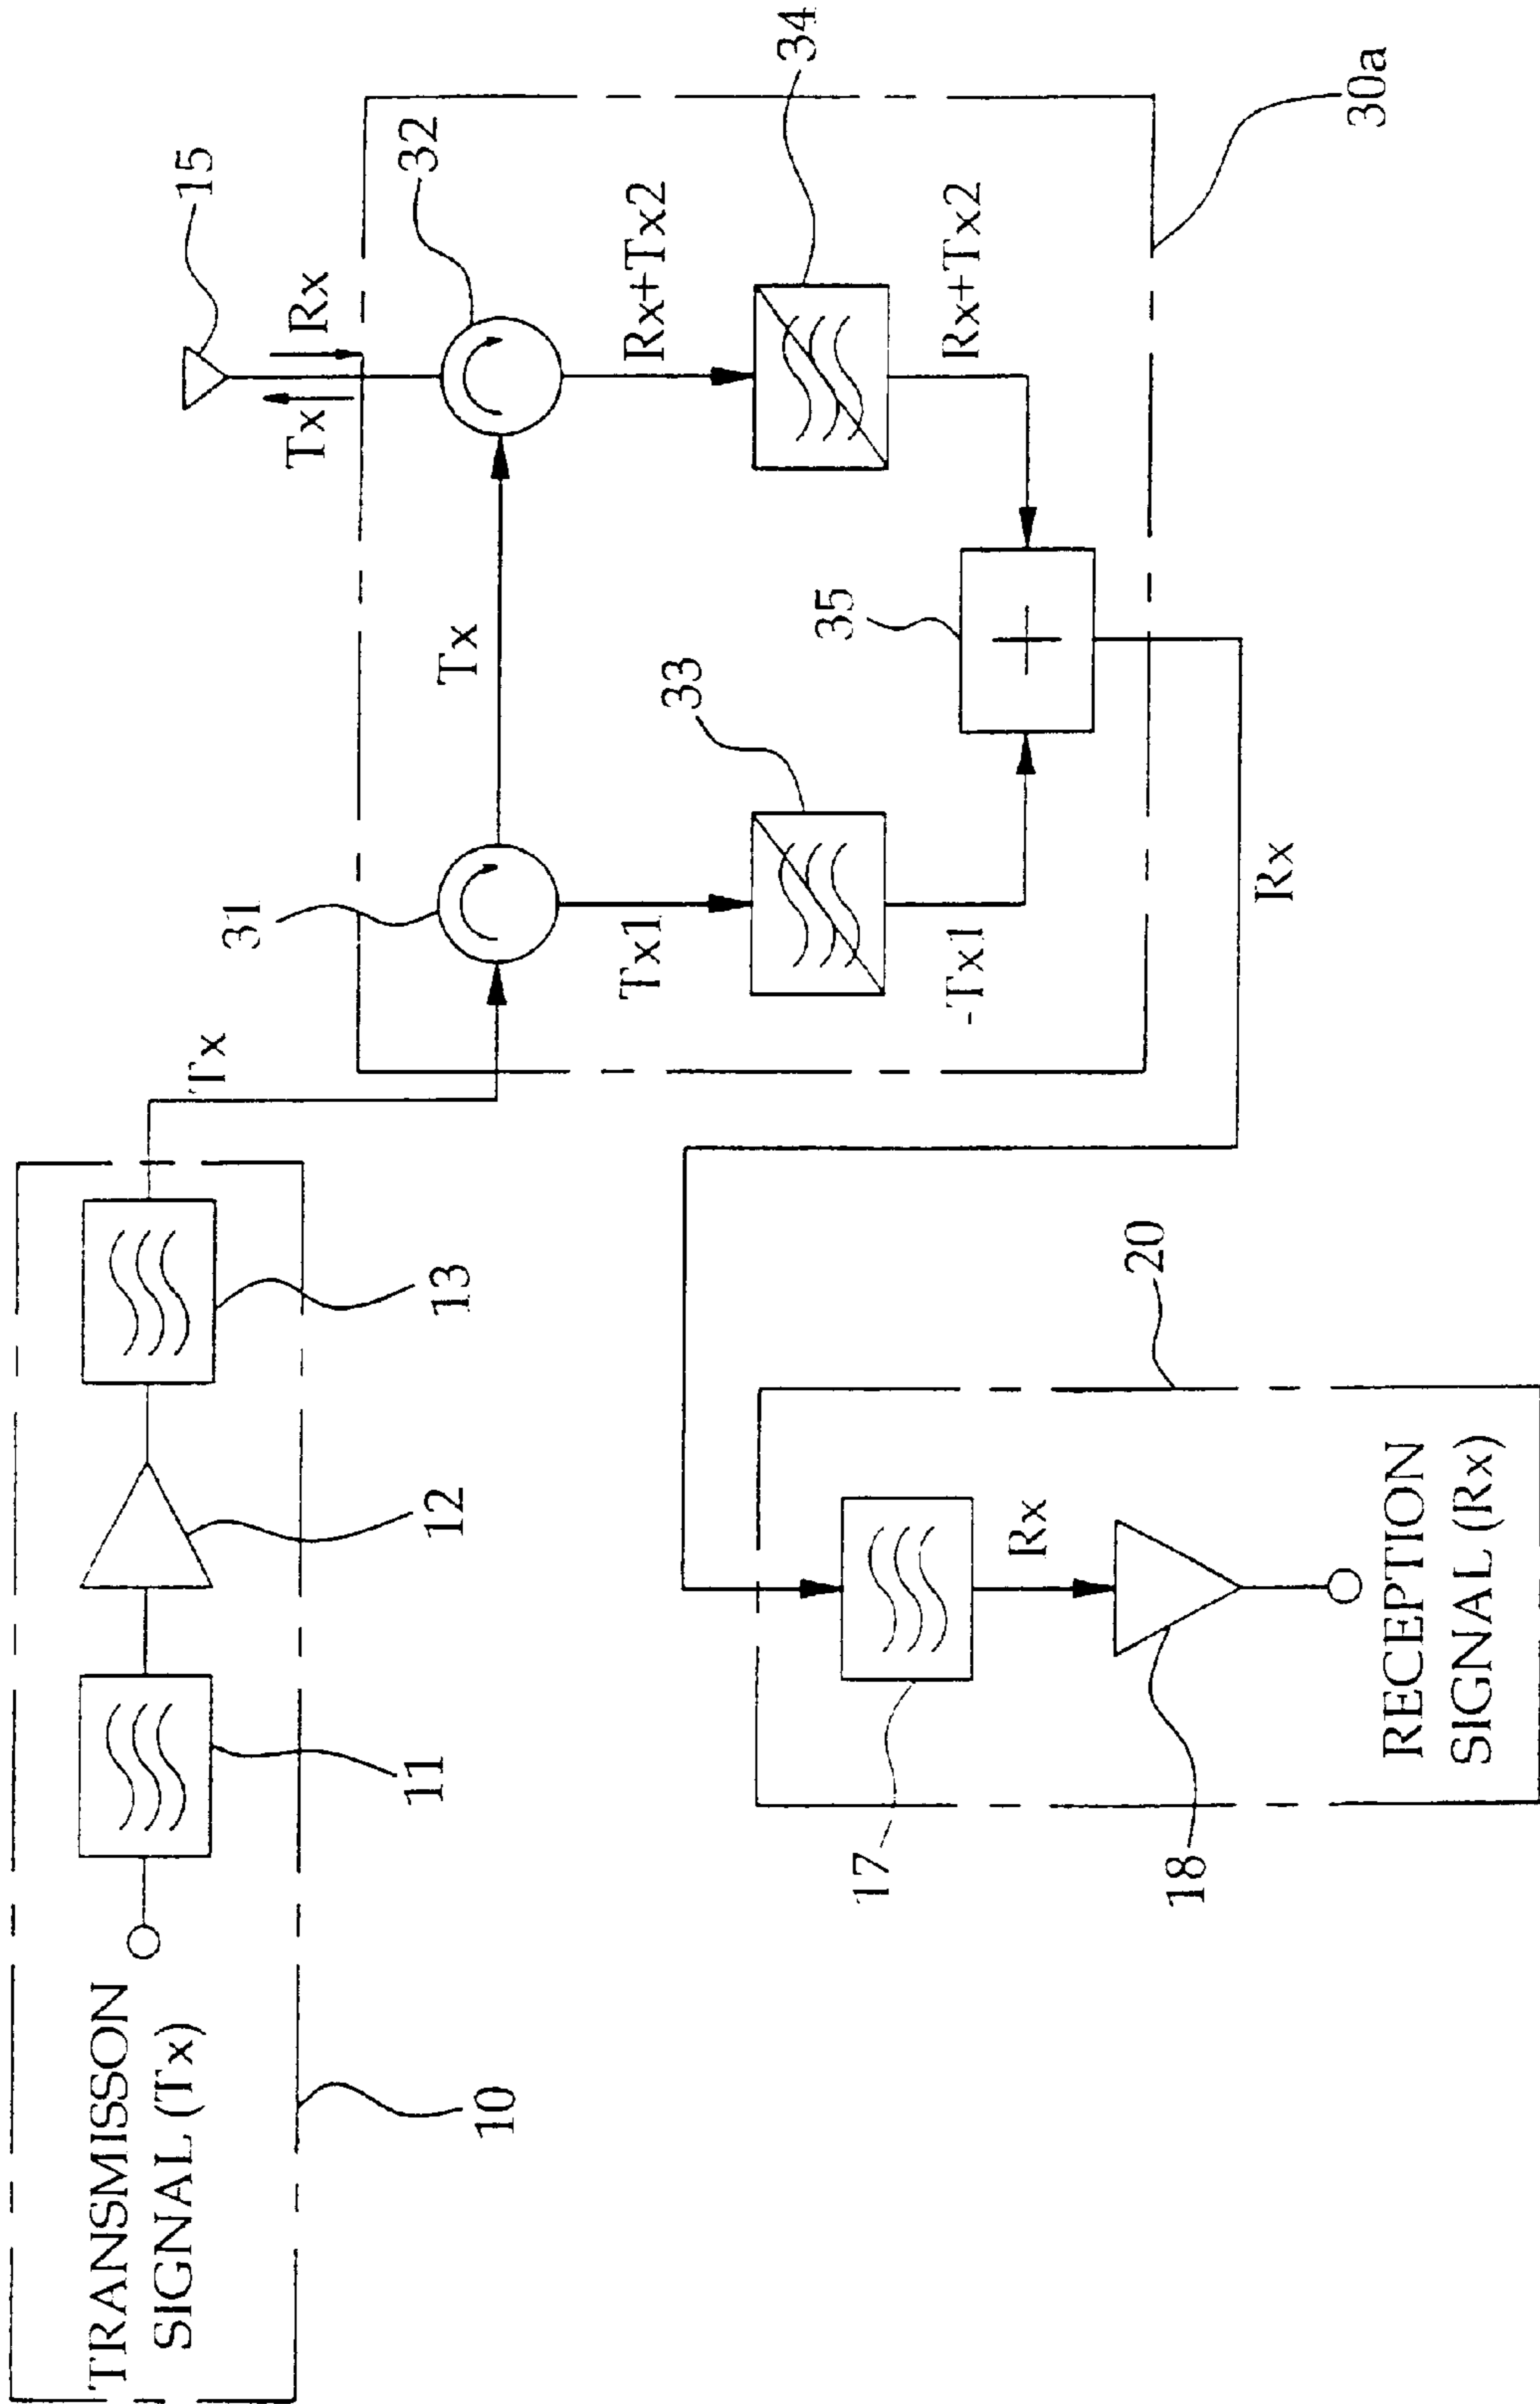 TRANSMISSON
SIGNAL (Tx)
11
12
13
10
Tx
31
Tx
32
15
Tx
Rx
Tx1
33
-Tx1
Rx+Tx2
34
Rx+Tx2
35
30a
Rx
20
17
Rx
18
RECEPTION
SIGNAL (Rx)